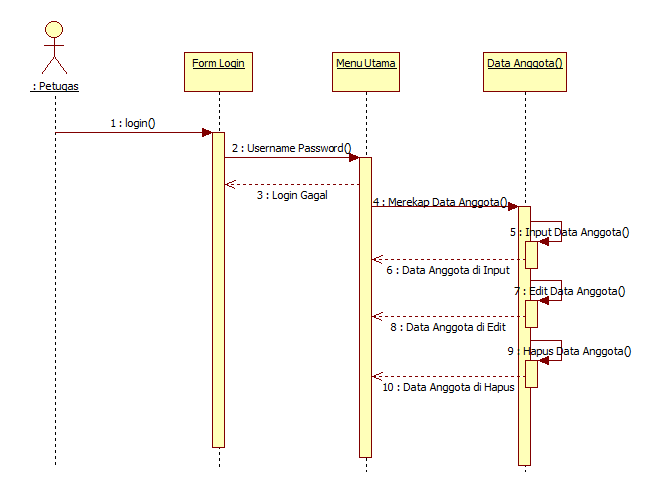 : Petugas
Form Login
Menu Utama
Data Anggota()
1 : login()
2 : Username Password()
3 : Login Gagal
4 : Merekap Data Anggota()
5 : Input Data Anggota()
6 : Data Anggota di Input
7 : Edit Data Anggota()
8 : Data Anggota di Edit
9 : Hapus Data Anggota()
10 : Data Anggota di Hapus